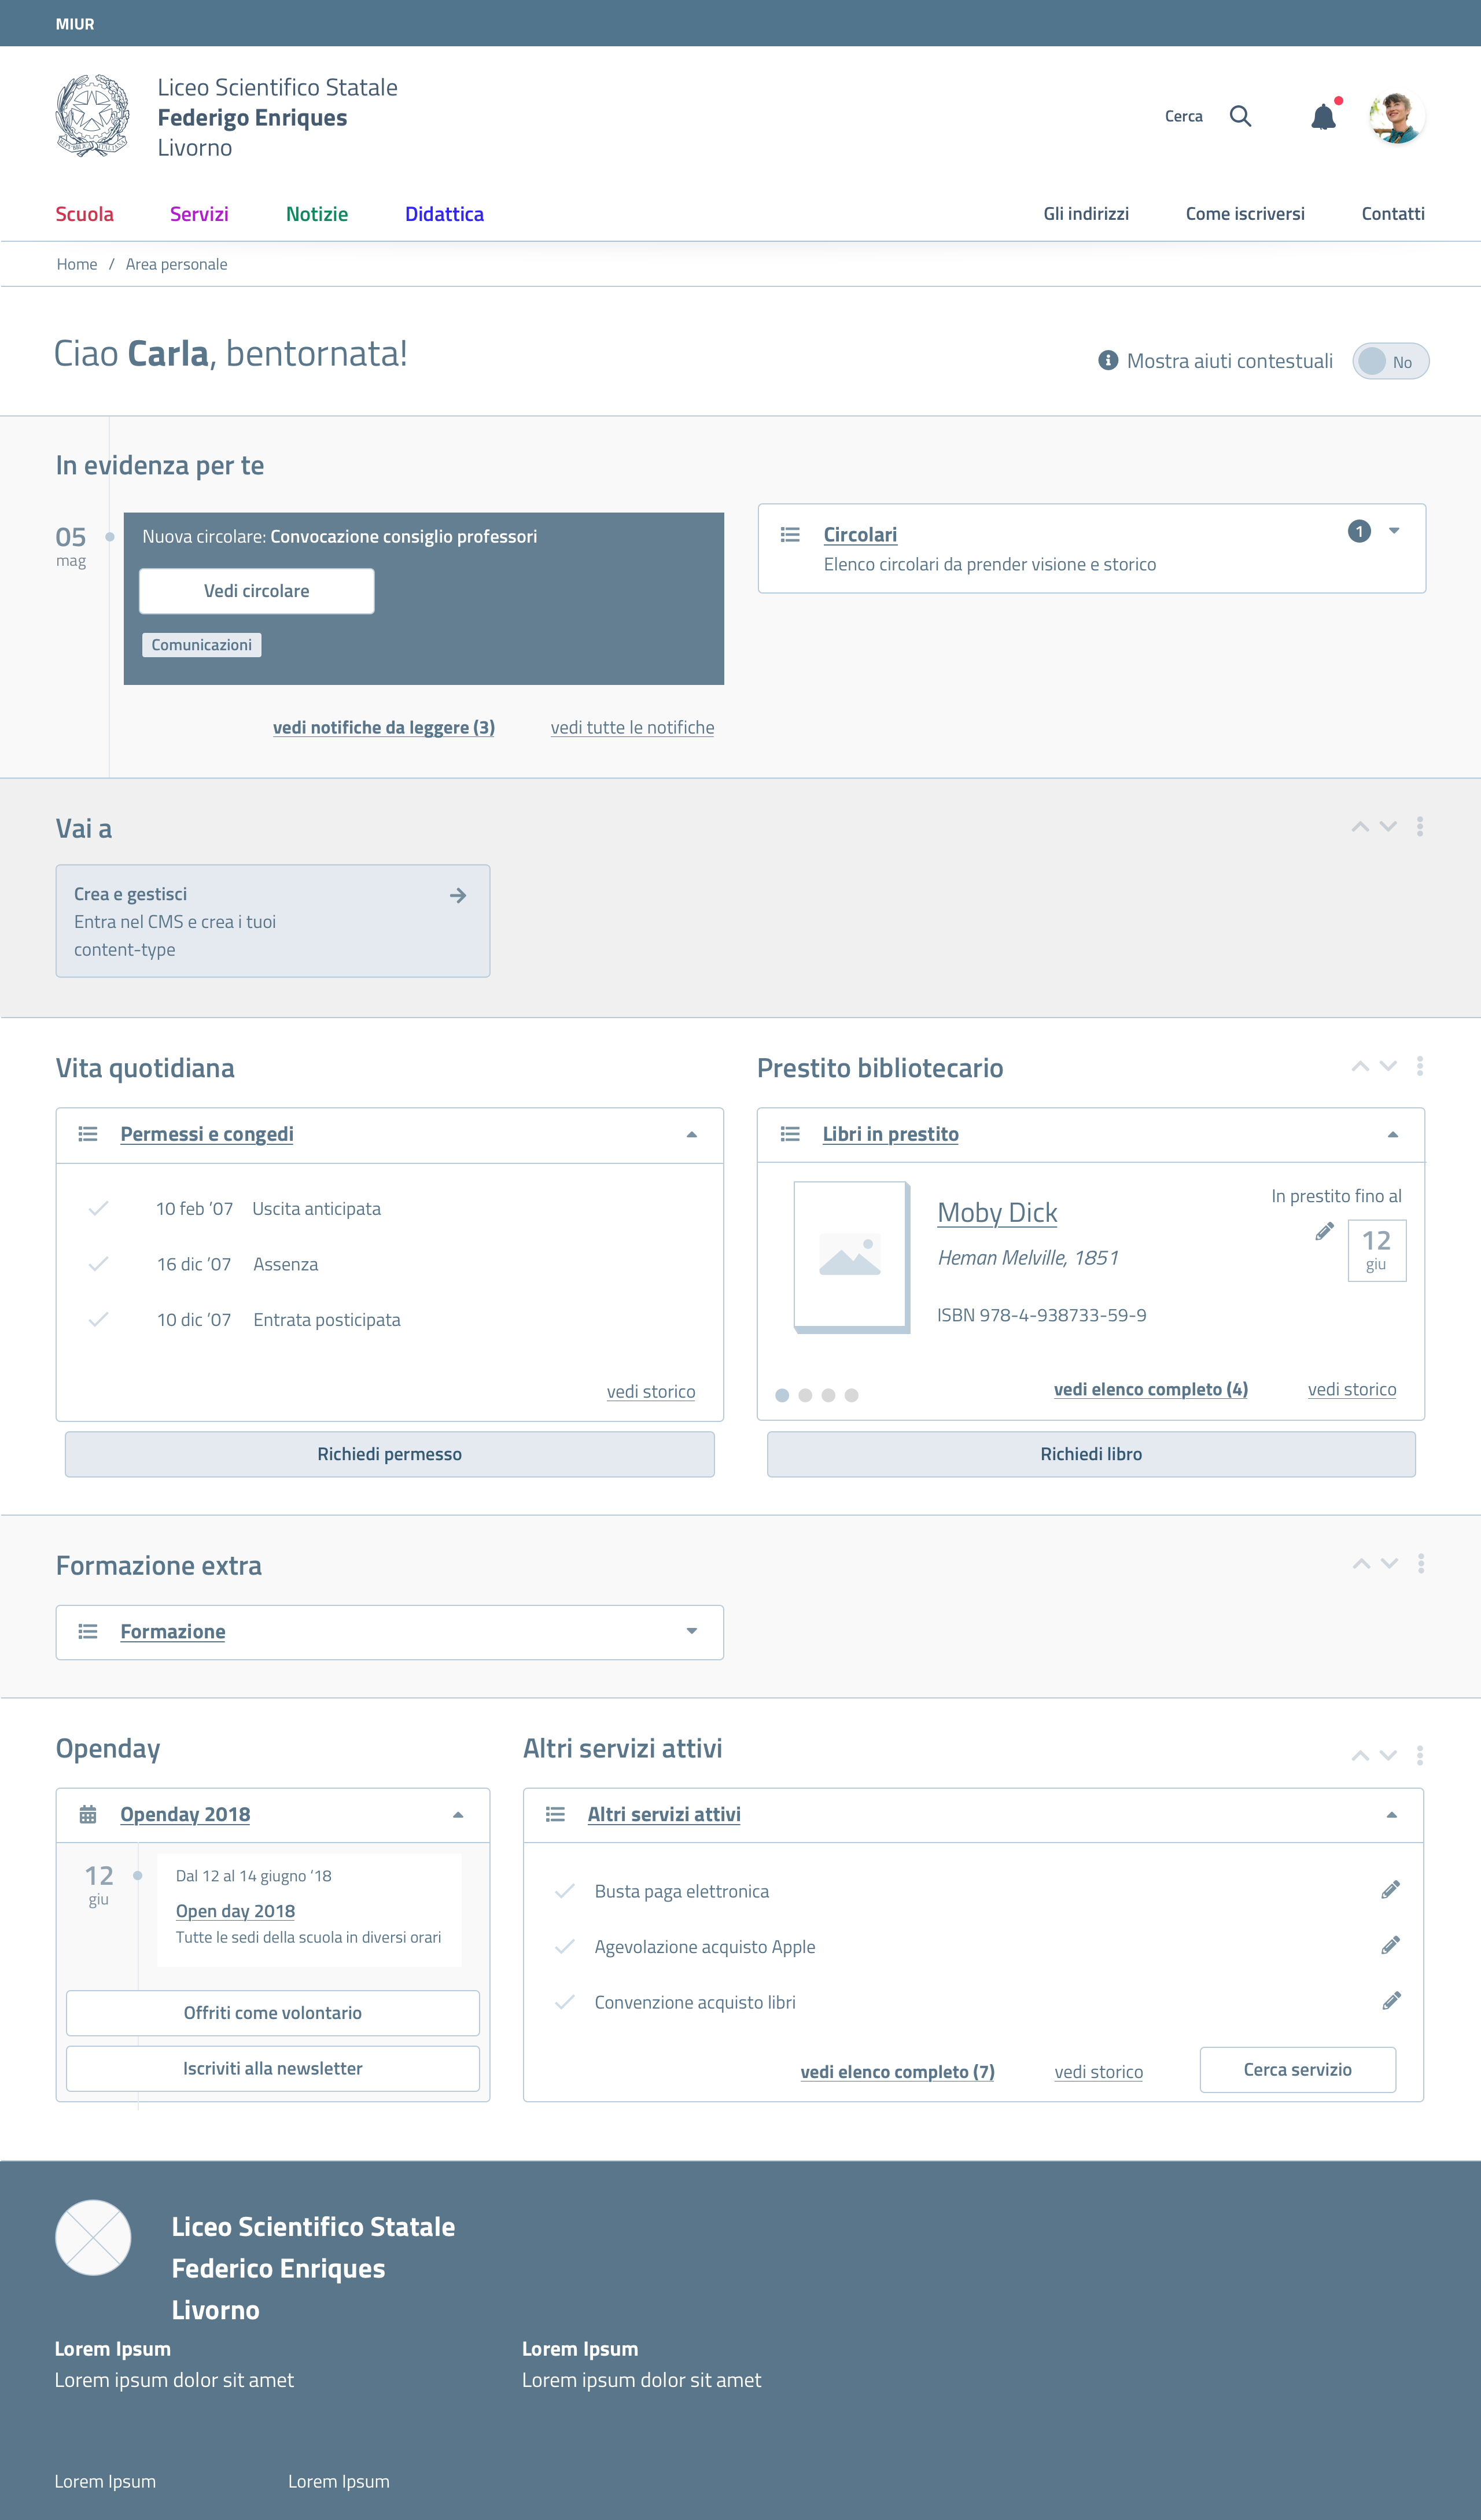 MIUR
Liceo Scientifico Statale
Federigo Enriques
Livorno
Cerca
Scuola Servizi Notizie Didattica Gli indirizzi Come iscriversi Contatti
Home / Area personale
Ciao Carla, bentornata!
Mostra aiuti contestuali No
In evidenza per te
05
mag
Nuova circolare: Convocazione consiglio professori
Vedi circolare
Comunicazioni
vedi notifiche da leggere (3) vedi tutte le notifiche
Circolari 1
Elenco circolari da prender visione e storico
Vai a
Crea e gestisci
Entra nel CMS e crea i tuoi
content-type
Vita quotidiana
Permessi e congedi
10 feb ’07 Uscita anticipata
16 dic ’07 Assenza
10 dic ’07 Entrata posticipata
vedi storico
Richiedi permesso
Prestito bibliotecario
Libri in prestito
Moby Dick
Heman Melville, 1851
ISBN 978-4-938733-59-9
In prestito fino al
12
giu
vedi elenco completo (4) vedi storico
Richiedi libro
Formazione extra
Formazione
Openday
Openday 2018
12
giu
Dal 12 al 14 giugno ‘18
Open day 2018
Tutte le sedi della scuola in diversi orari
Offriti come volontario
Iscriviti alla newsletter
Altri servizi attivi
Altri servizi attivi
Busta paga elettronica
Agevolazione acquisto Apple
Convenzione acquisto libri
vedi elenco completo (7) vedi storico Cerca servizio
Liceo Scientifico Statale
Federico Enriques
Livorno
Lorem Ipsum
Lorem ipsum dolor sit amet
Lorem Ipsum
Lorem ipsum dolor sit amet
Lorem Ipsum Lorem Ipsum